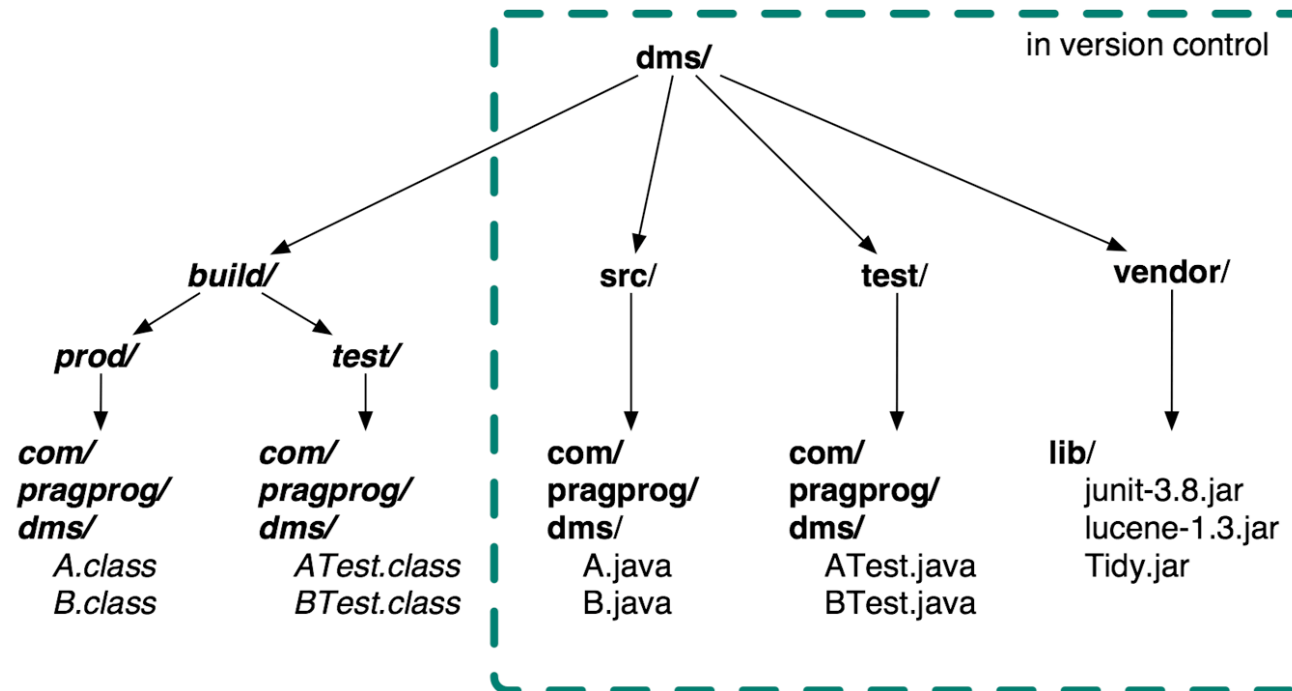 in version control
dms/
build/
src/
test/
vendor/
prod/
test/
com/
pragprog/
dms/
A.class
B.class
com/
pragprog/
dms/
ATest.class
BTest.class
com/
pragprog/
dms/
A.java
B.java
com/
pragprog/
dms/
ATest.java
BTest.java
lib/
junit-3.8.jar
lucene-1.3.jar
Tidy.jar